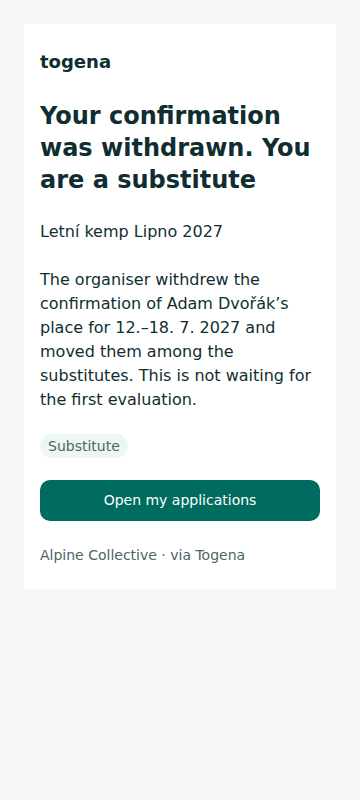 togena
Your confirmation
was withdrawn. You
are a substitute
Letní kemp Lipno 2027
The organiser withdrew the
confirmation of Adam Dvořák’s
place for 12.–18. 7. 2027 and
moved them among the
substitutes. This is not waiting for
the first evaluation.
Substitute
Open my applications
Alpine Collective · via Togena